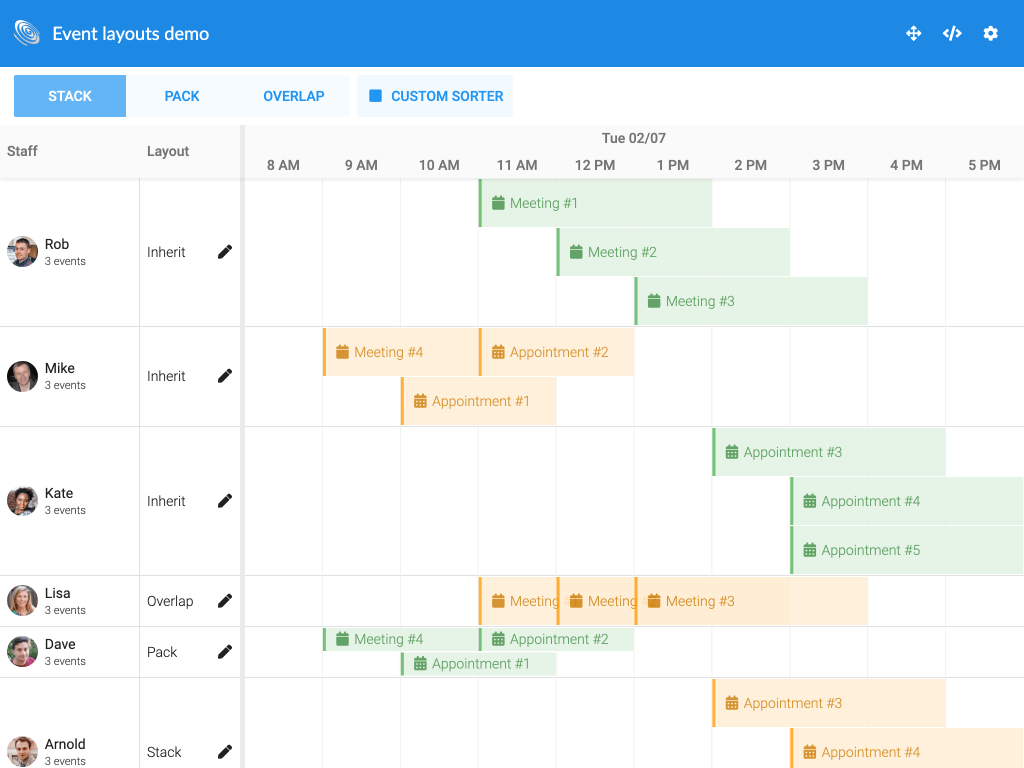 Event layouts demo
STACK
PACK
OVERLAP
CUSTOM SORTER
Staff
Layout
Tue 02/07
8 AM
9 AM
10 AM
11 AM
12 PM
1 PM
2 PM
3 PM
4 PM
5 PM
Rob
3 events
Inherit
Meeting #1
Meeting #2
Meeting #3
Mike
3 events
Inherit
Meeting #4
Appointment #2
Appointment #1
Kate
3 events
Inherit
Appointment #3
Appointment #4
Appointment #5
Lisa
3 events
Overlap
Meeting
Meeting
Meeting #3
Dave
3 events
Pack
Meeting #4
Appointment #2
Appointment #1
Arnold
3 events
Stack
Appointment #3
Appointment #4